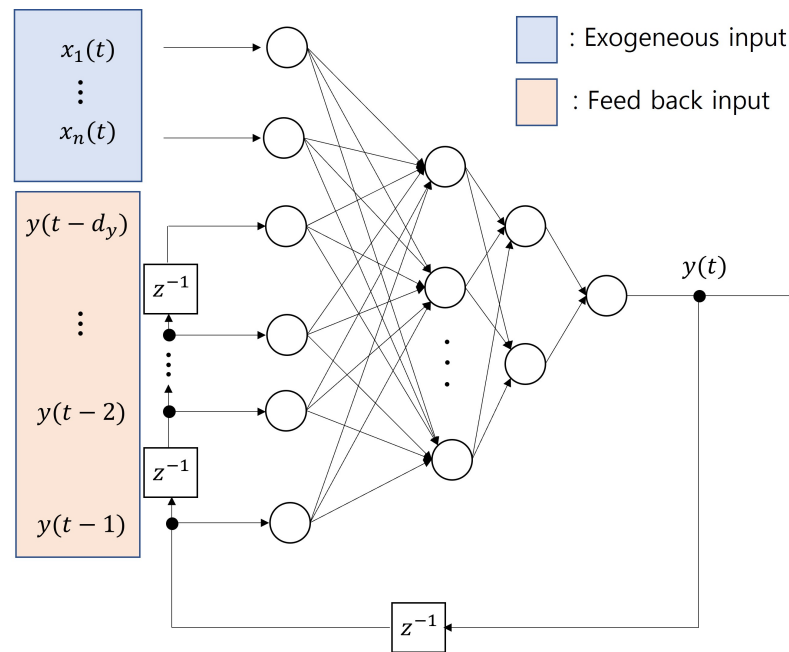 x₁(t)
⋮
xₙ(t)
: Exogeneous input
: Feed back input
y(t − d_y)
z⁻¹
⋮
⋮
y(t − 2)
z⁻¹
y(t − 1)
⋮
y(t)
z⁻¹